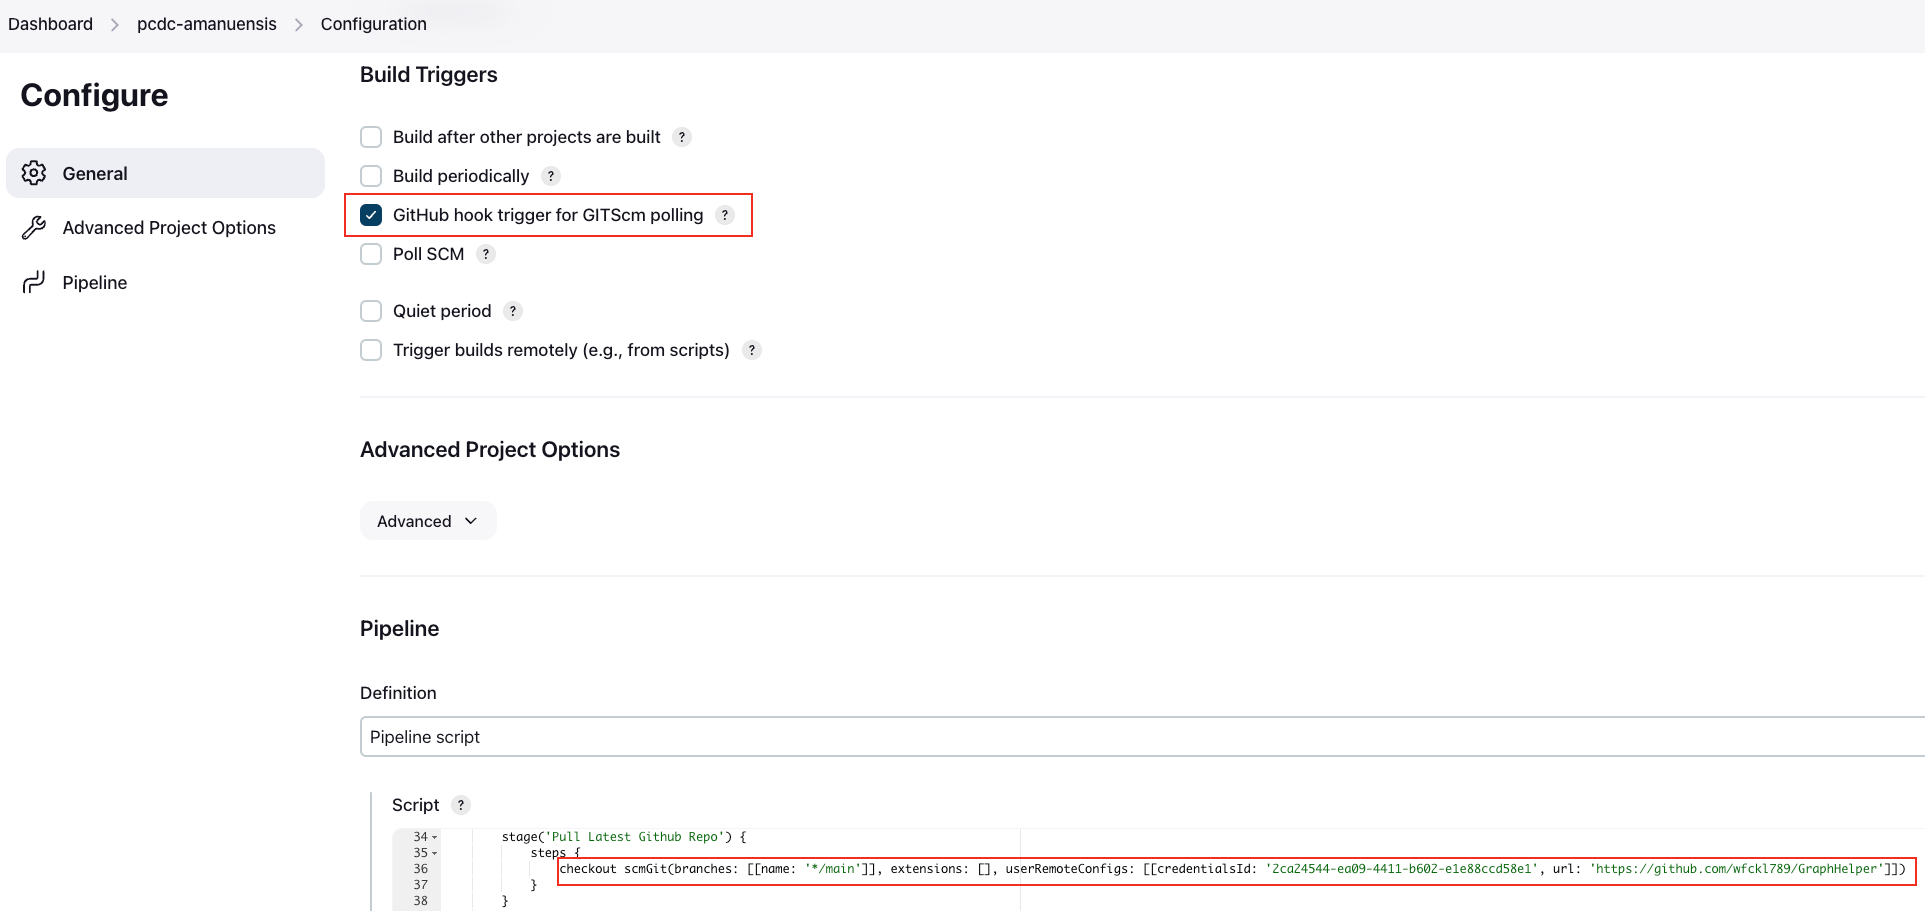 Dashboard > pcdc-amanuensis > Configuration
Configure
General
Advanced Project Options
Pipeline
Build Triggers
Build after other projects are built ?
Build periodically ?
GitHub hook trigger for GITScm polling ?
Poll SCM ?
Quiet period ?
Trigger builds remotely (e.g., from scripts) ?
Advanced Project Options
Advanced
Pipeline
Definition
Pipeline script
Script ?
34 stage('Pull Latest Github Repo') {
35 steps {
36 checkout scmGit(branches: [[name: '*/main']], extensions: [], userRemoteConfigs: [[credentialsId: '2ca24544-ea09-4411-b602-e1e88ccd58e1', url: 'https://github.com/wfckl789/GraphHelper']])
37 }
38 }